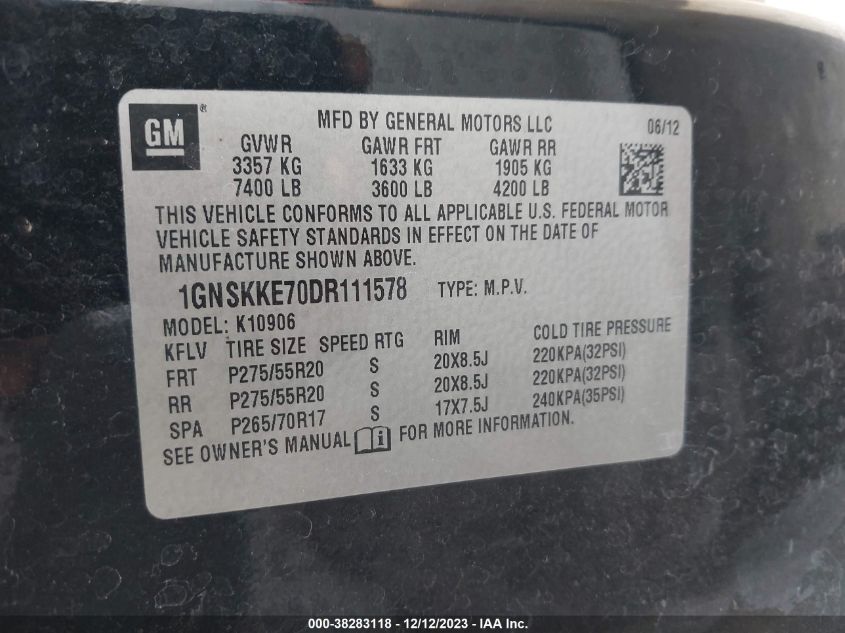 GM®
MFD BY GENERAL MOTORS LLC 06/12
GVWR GAWR FRT GAWR RR
3357 KG 1633 KG 1905 KG
7400 LB 3600 LB 4200 LB
THIS VEHICLE CONFORMS TO ALL APPLICABLE U.S. FEDERAL MOTOR
VEHICLE SAFETY STANDARDS IN EFFECT ON THE DATE OF
MANUFACTURE SHOWN ABOVE.
1GNSKKE70DR111578 TYPE: M.P.V.
MODEL: K10906
KFLV TIRE SIZE SPEED RTG RIM COLD TIRE PRESSURE
FRT P275/55R20 S 20X8.5J 220KPA(32PSI)
RR P275/55R20 S 20X8.5J 220KPA(32PSI)
SPA P265/70R17 S 17X7.5J 240KPA(35PSI)
SEE OWNER'S MANUAL i FOR MORE INFORMATION.
000-38283118 - 12/12/2023 - IAA Inc.